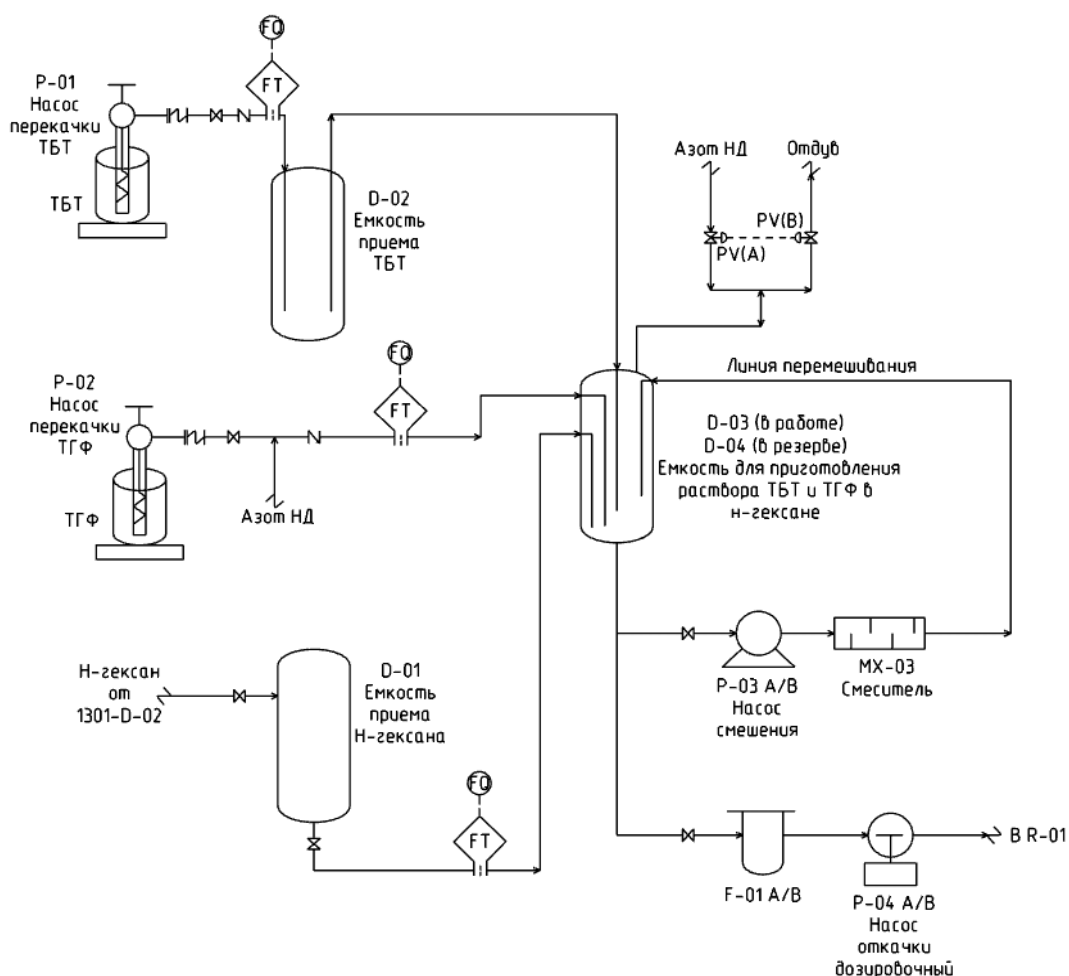 FQ
FT
P-01
Насос
перекачки
ТБТ
ТБТ
D-02
Емкость
приема
ТБТ
Азот НД
Отдув
PV(B)
PV(A)
Линия перемешивания
P-02
Насос
перекачки
ТГФ
ТГФ
FQ
FT
Азот НД
D-03 (в работе)
D-04 (в резерве)
Емкость для приготовления
раствора ТБТ и ТГФ в
н-гексане
Н-гексан
от
1301-D-02
D-01
Емкость
приема
Н-гексана
FQ
FT
P-03 A/B
Насос
смешения
MX-03
Смеситель
F-01 A/B
P-04 A/B
Насос
откачки
дозировочный
В R-01